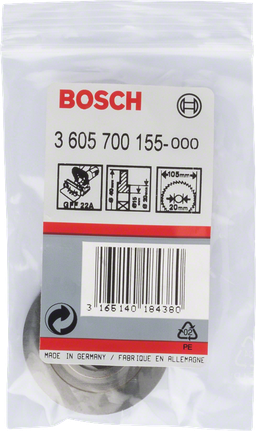 BOSCH
3 605 700 155-000
105mm
GFF 22A
20mm
3 165140 184380
02
PE
MADE IN GERMANY / FABRIQUE EN ALLEMAGNE